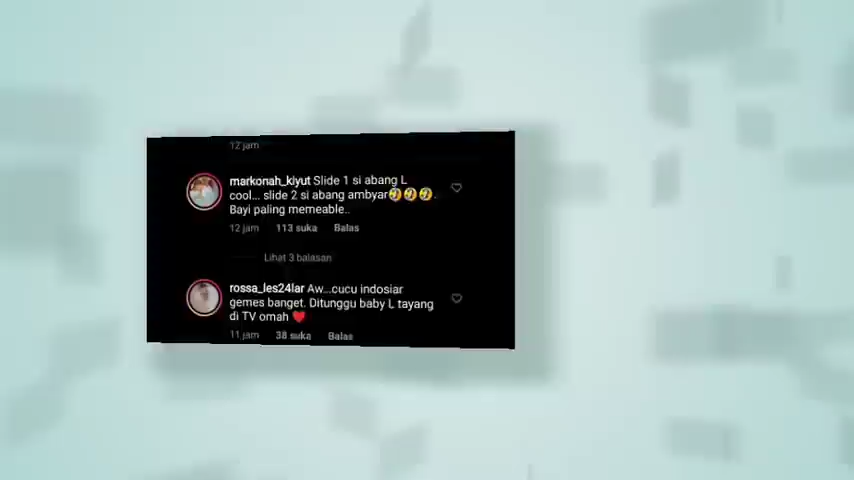 12 jam
markonah_kiyut Slide 1 si abang L
cool... slide 2 si abang ambyar🤣🤣🤣.
Bayi paling memeable..
12 jam 113 suka Balas
Lihat 3 balasan
rossa_les24lar Aw...cucu indosiar
gemes banget. Ditunggu baby L tayang
di TV omah ❤️
11 jam 38 suka Balas